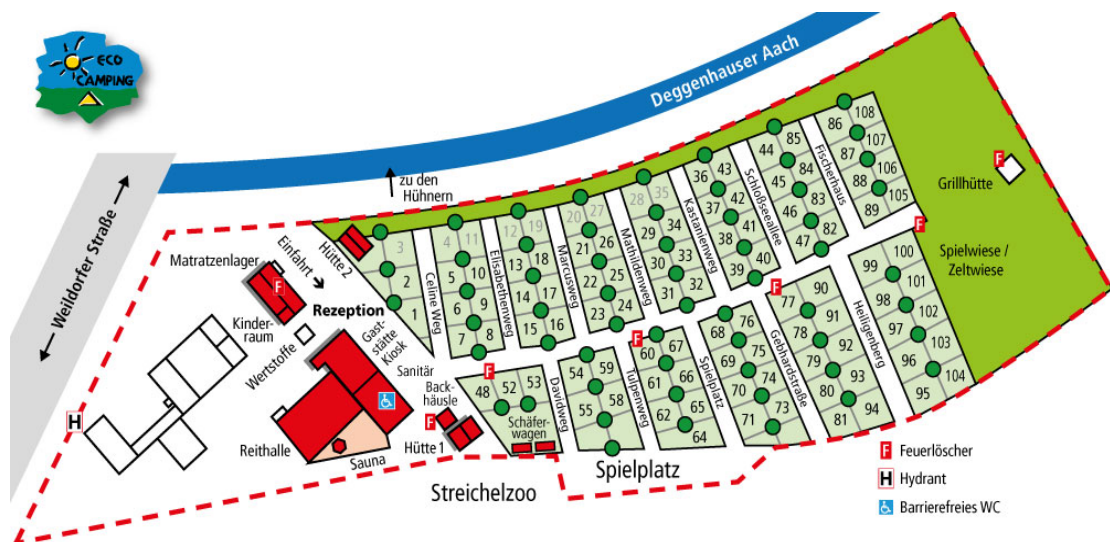 ECO
CAMPING
Deggenhauser Aach
Weildorfer Straße
zu den
Hühnern
Einfahrt
Hütte 2
Matratzenlager
F
Rezeption
Kinder-
raum
Wertstoffe
Gast-
stätte
Kiosk
Sanitär
Back-
häusle
F
Hütte 1
Reithalle
Sauna
H
3
2
1
Celine Weg
4 11
5 10
6 9
7 8
Elisabethenweg
12 19
13 18
14 17
15 16
Marcusweg
20 27
21 26
22 25
23 24
Mathildenweg
28 35
29 34
30 33
31 32
Kastanienweg
36 43
37 42
38 41
39 40
Schloßseeallee
44 85
45 84
46 83
47 82
Fischerhaus
86 108
87 107
88 106
89 105
F
Grillhütte
F
Spielwiese /
Zeltwiese
F
48 52 53
Schäfer-
wagen
Davidweg
54 59
55 58
Tulpenweg
F
60 67
61 66
62 65
64
Spielplatz
68 76
69 75
70 74
71 73
F
77 90
78 91
79 92
80 93
81 94
Gebhardstraße
Heiligenberg
99 100
98 101
97 102
96 103
95 104
Spielplatz
Streichelzoo
F Feuerlöscher
H Hydrant
Barrierefreies WC